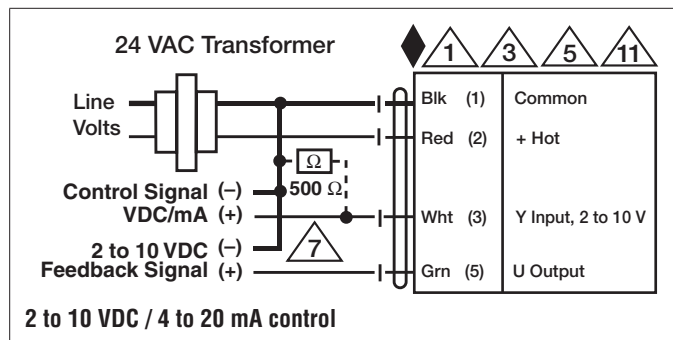 24 VAC Transformer
1 3 5 11
Line
Volts
Blk (1) Common
Red (2) + Hot
Ω
500 Ω
Control Signal (–)
VDC/mA (+)
Wht (3) Y Input, 2 to 10 V
7
2 to 10 VDC (–)
Feedback Signal (+)
Grn (5) U Output
2 to 10 VDC / 4 to 20 mA control